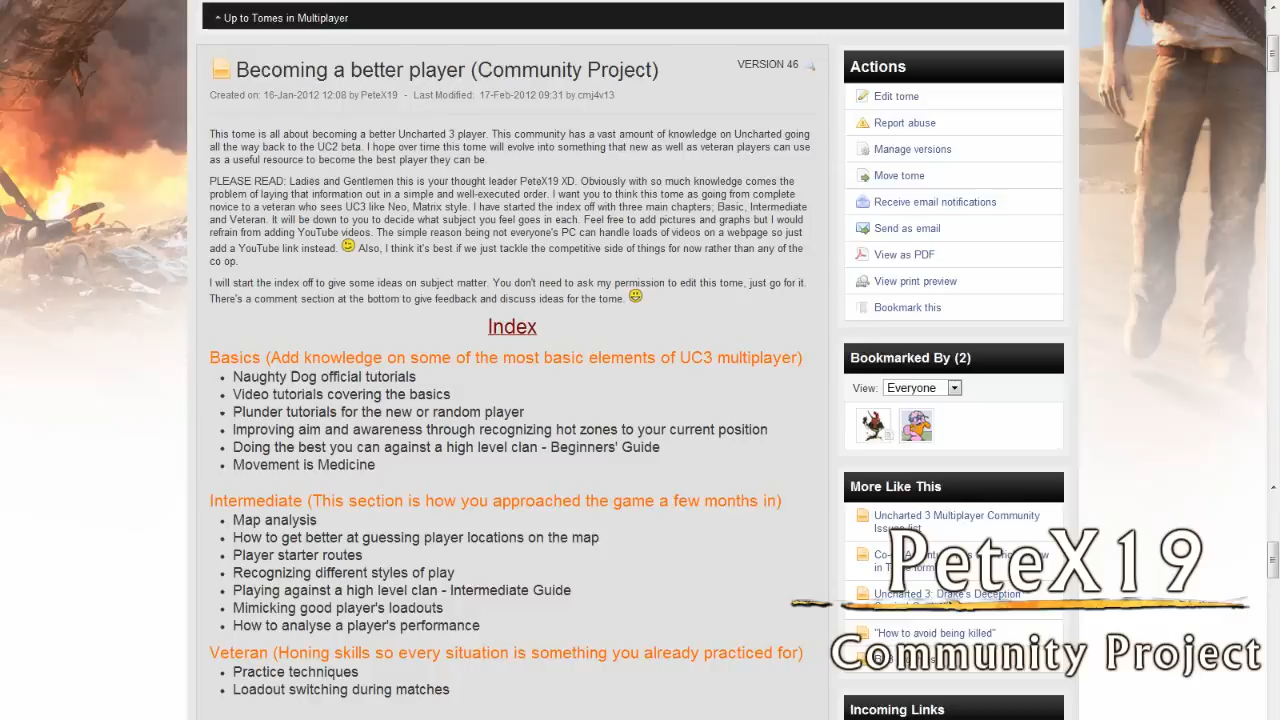 Up to Tomes in Multiplayer
Becoming a better player (Community Project)
VERSION 46
Created on: 16-Jan-2012 12:08 by PeteX19 - Last Modified: 17-Feb-2012 09:31 by cmj4v13
This tome is all about becoming a better Uncharted 3 player. This community has a vast amount of knowledge on Uncharted going
all the way back to the UC2 beta. I hope over time this tome will evolve into something that new as well as veteran players can use
as a useful resource to become the best player they can be.
PLEASE READ: Ladies and Gentlemen this is your thought leader PeteX19 XD. Obviously with so much knowledge comes the
problem of laying that information out in a simple and well-executed order. I want you to think this tome as going from complete
novice to a veteran who sees UC3 like Neo, Matrix style. I have started the index off with three main chapters; Basic, Intermediate
and Veteran. It will be down to you to decide what subject you feel goes in each. Feel free to add pictures and graphs but I would
refrain from adding YouTube videos. The simple reason being not everyone's PC can handle loads of videos on a webpage so just
add a YouTube link instead. Also, I think it's best if we just tackle the competitive side of things for now rather than any of the
co op.
I will start the index off to give some ideas on subject matter. You don't need to ask my permission to edit this tome, just go for it.
There's a comment section at the bottom to give feedback and discuss ideas for the tome.
Index
Basics (Add knowledge on some of the most basic elements of UC3 multiplayer)
• Naughty Dog official tutorials
• Video tutorials covering the basics
• Plunder tutorials for the new or random player
• Improving aim and awareness through recognizing hot zones to your current position
• Doing the best you can against a high level clan - Beginners' Guide
• Movement is Medicine
Intermediate (This section is how you approached the game a few months in)
• Map analysis
• How to get better at guessing player locations on the map
• Player starter routes
• Recognizing different styles of play
• Playing against a high level clan - Intermediate Guide
• Mimicking good player's loadouts
• How to analyse a player's performance
Veteran (Honing skills so every situation is something you already practiced for)
• Practice techniques
• Loadout switching during matches
Actions
Edit tome
Report abuse
Manage versions
Move tome
Receive email notifications
Send as email
View as PDF
View print preview
Bookmark this
Bookmarked By (2)
View: Everyone
More Like This
Uncharted 3 Multiplayer Community
Issues list
in
Uncharted 3: Drake's Deception
"How to avoid being killed"
Incoming Links
PeteX19
Community Project